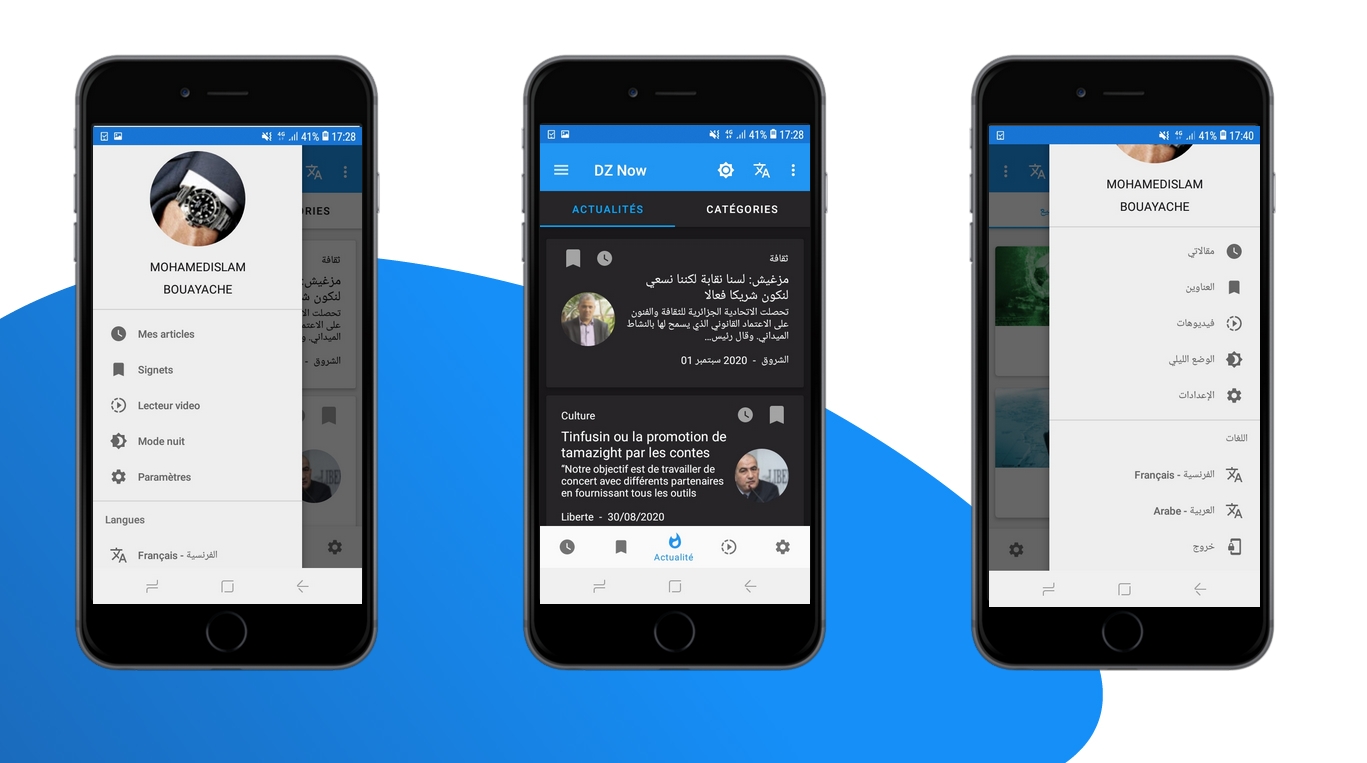 41% 17:28
MOHAMEDISLAM
BOUAYACHE
Mes articles
Signets
Lecteur video
Mode nuit
Paramètres
Langues
Français - الفرنسية
RIES
ثقافة
مزغيش:
لنكون شر
تحصلت الا
على الاعتم
الميداني. و
الشروق -
41% 17:28
DZ Now
ACTUALITÉS
CATÉGORIES
ثقافة
مزغيش: لسنا نقابة لكننا نسعي
لنكون شريكا فعالا
تحصلت الاتحادية الجزائرية للثقافة والفنون
على الاعتماد القانوني الذي يسمح لها بالنشاط
الميداني. وقال رئيس...
الشروق - 2020 سبتمبر 01
Culture
Tinfusin ou la promotion de
tamazight par les contes
“Notre objectif est de travailler de
concert avec différents partenaires
en fournissant tous les outils
Liberte - 30/08/2020
Actualité
41% 17:40
MOHAMEDISLAM
BOUAYACHE
مقالاتي
العناوين
فيديوهات
الوضع الليلي
الإعدادات
اللغات
الفرنسية - Français
العربية - Arabe
خروج